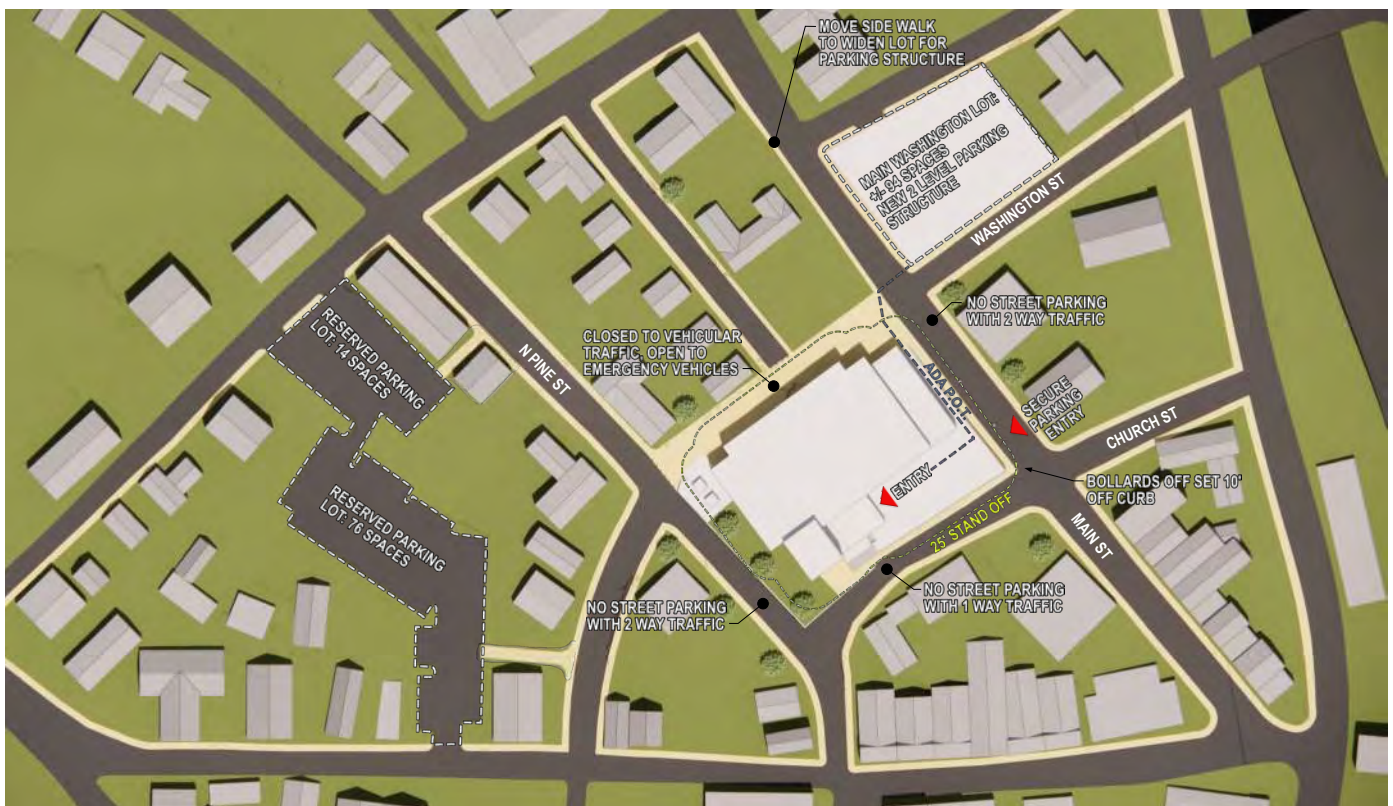 MOVE SIDE WALK
TO WIDEN LOT FOR
PARKING STRUCTURE
MAIN WASHINGTON LOT:
+/- 94 SPACES
NEW 2 LEVEL PARKING
STRUCTURE
WASHINGTON ST
RESERVED PARKING
LOT: 14 SPACES
N PINE ST
CLOSED TO VEHICULAR
TRAFFIC, OPEN TO
EMERGENCY VEHICLES
NO STREET PARKING
WITH 2 WAY TRAFFIC
ADA P.O.T.
SECURE
PARKING
ENTRY
CHURCH ST
RESERVED PARKING
LOT: 76 SPACES
ENTRY
BOLLARDS OFF SET 10'
OFF CURB
25' STAND OFF
MAIN ST
NO STREET PARKING
WITH 2 WAY TRAFFIC
NO STREET PARKING
WITH 1 WAY TRAFFIC